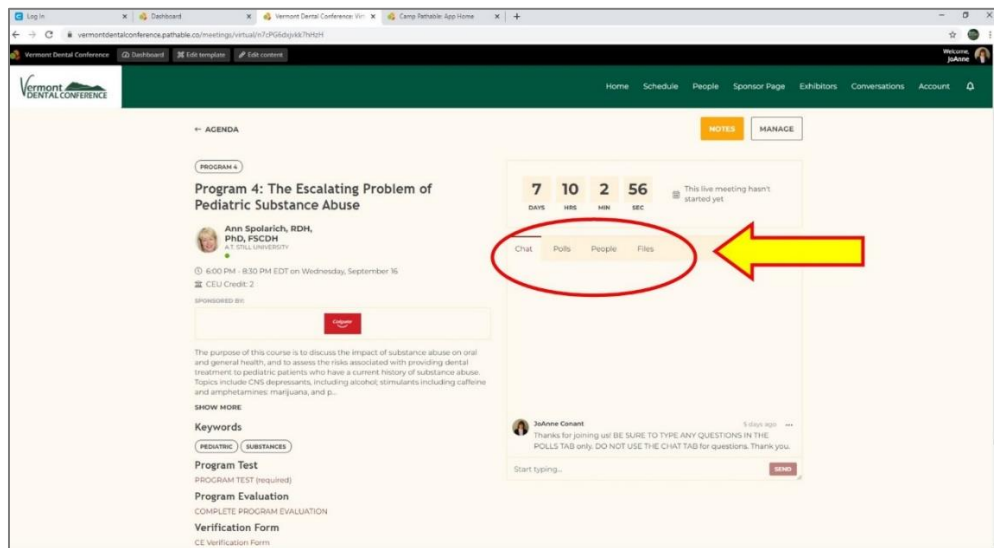 Log In
Dashboard
Vermont Dental Conference: Virt
Camp Pathable: App Home
vermontdentalconference.pathable.co/meetings/virtual/n7cPG6dxjvkk7hHzH
Vermont Dental Conference Dashboard Edit template Edit content
Welcome, JoAnne
Vermont
DENTAL CONFERENCE
Home Schedule People Sponsor Page Exhibitors Conversations Account
← AGENDA
NOTES MANAGE
PROGRAM 4
Program 4: The Escalating Problem of
Pediatric Substance Abuse
Ann Spolarich, RDH,
PhD, FSCDH
A.T. STILL UNIVERSITY
6:00 PM - 8:30 PM EDT on Wednesday, September 16
CEU Credit: 2
SPONSORED BY:
Colgate
The purpose of this course is to discuss the impact of substance abuse on oral
and general health, and to assess the risks associated with providing dental
treatment to pediatric patients who have a current history of substance abuse.
Topics include CNS depressants, including alcohol; stimulants including caffeine
and amphetamines; marijuana, and p...
SHOW MORE
Keywords
PEDIATRIC SUBSTANCES
Program Test
PROGRAM TEST (required)
Program Evaluation
COMPLETE PROGRAM EVALUATION
Verification Form
CE Verification Form
7 10 2 56
DAYS HRS MIN SEC
This live meeting hasn't
started yet
Chat Polls People Files
JoAnne Conant 5 days ago ...
Thanks for joining us! BE SURE TO TYPE ANY QUESTIONS IN THE
POLLS TAB only. DO NOT USE THE CHAT TAB for questions. Thank you.
Start typing...
SEND